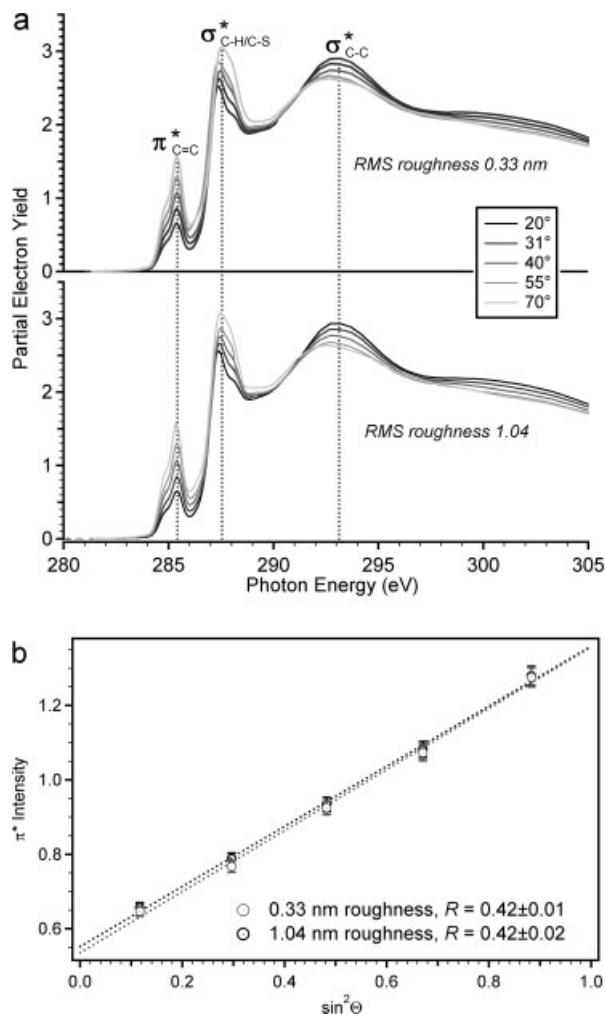 a
σ* C-H/C-S
σ* C-C
π* C=C
3
2
1
0
RMS roughness 0.33 nm
20°
31°
40°
55°
70°
Partial Electron Yield
3
2
1
0
RMS roughness 1.04
280 285 290 295 300 305
Photon Energy (eV)
b
1.2
1.0
0.8
0.6
π* Intensity
0.33 nm roughness, R = 0.42±0.01
1.04 nm roughness, R = 0.42±0.02
0.0 0.2 0.4 0.6 0.8 1.0
sin²Θ